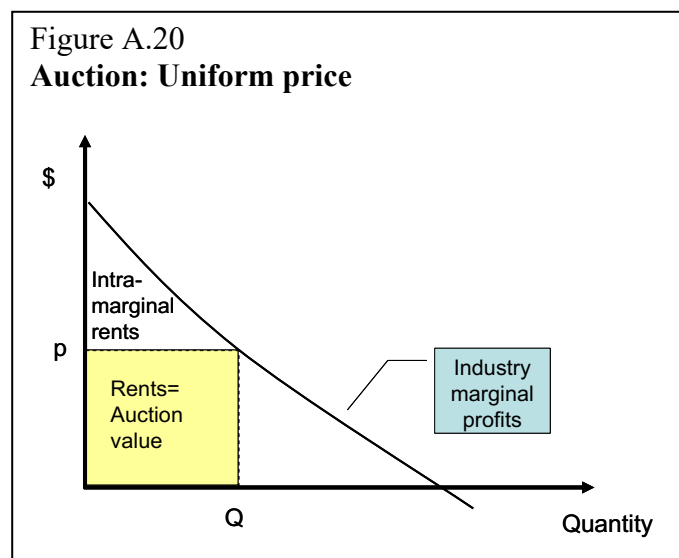 Figure A.20
Auction: Uniform price
$
Intra-
marginal
rents
p
Rents=
Auction
value
Industry
marginal
profits
Q
Quantity